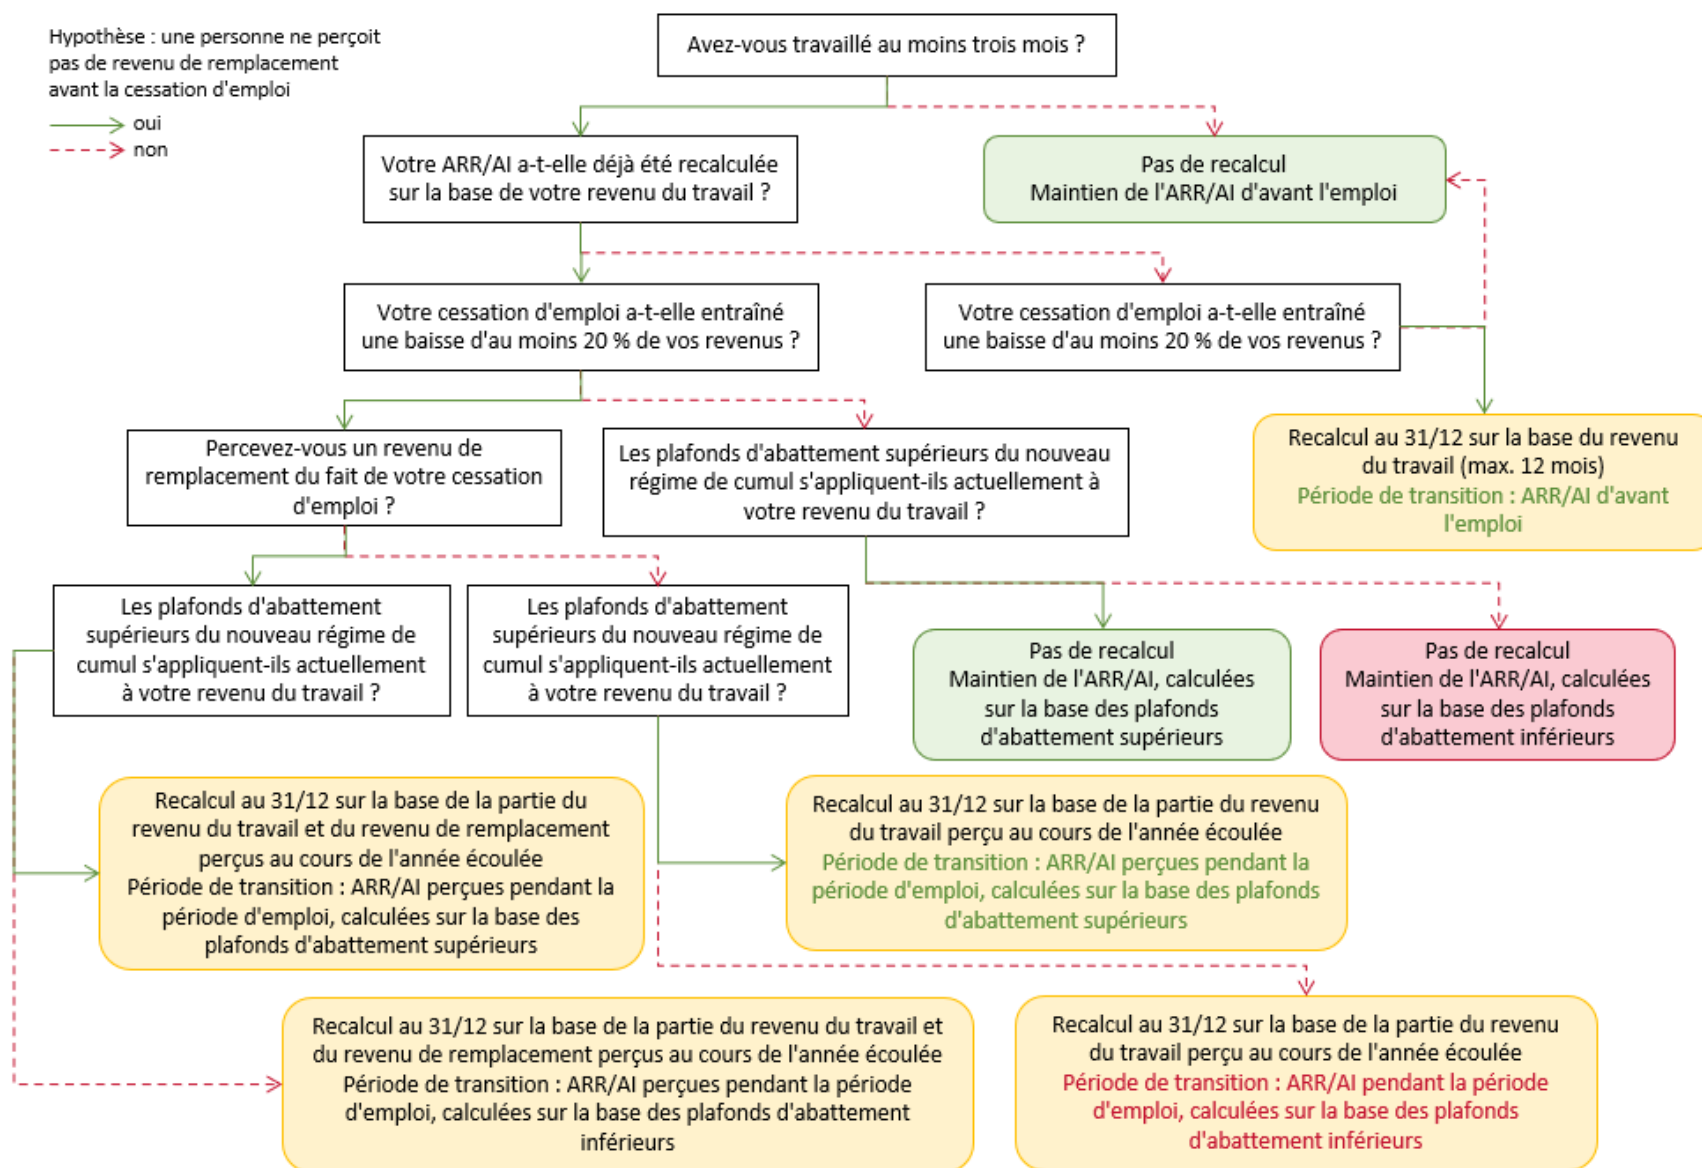 Hypothèse : une personne ne perçoit
pas de revenu de remplacement
avant la cessation d'emploi
oui
non
Avez-vous travaillé au moins trois mois ?
Votre ARR/AI a-t-elle déjà été recalculée
sur la base de votre revenu du travail ?
Pas de recalcul
Maintien de l'ARR/AI d'avant l'emploi
Votre cessation d'emploi a-t-elle entraîné
une baisse d'au moins 20 % de vos revenus ?
Votre cessation d'emploi a-t-elle entraîné
une baisse d'au moins 20 % de vos revenus ?
Percevez-vous un revenu de
remplacement du fait de votre cessation
d'emploi ?
Les plafonds d'abattement supérieurs du nouveau
régime de cumul s'appliquent-ils actuellement à
votre revenu du travail ?
Recalcul au 31/12 sur la base du revenu
du travail (max. 12 mois)
Période de transition : ARR/AI d'avant
l'emploi
Les plafonds d'abattement
supérieurs du nouveau régime de
cumul s'appliquent-ils actuellement
à votre revenu du travail ?
Les plafonds d'abattement
supérieurs du nouveau régime de
cumul s'appliquent-ils actuellement
à votre revenu du travail ?
Pas de recalcul
Maintien de l'ARR/AI, calculées
sur la base des plafonds
d'abattement supérieurs
Pas de recalcul
Maintien de l'ARR/AI, calculées
sur la base des plafonds
d'abattement inférieurs
Recalcul au 31/12 sur la base de la partie du
revenu du travail et du revenu de remplacement
perçus au cours de l'année écoulée
Période de transition : ARR/AI perçues pendant la
période d'emploi, calculées sur la base des
plafonds d'abattement supérieurs
Recalcul au 31/12 sur la base de la partie du revenu
du travail perçu au cours de l'année écoulée
Période de transition : ARR/AI perçues pendant la
période d'emploi, calculées sur la base des plafonds
d'abattement supérieurs
Recalcul au 31/12 sur la base de la partie du revenu du travail et
du revenu de remplacement perçus au cours de l'année écoulée
Période de transition : ARR/AI perçues pendant la période
d'emploi, calculées sur la base des plafonds d'abattement
inférieurs
Recalcul au 31/12 sur la base de la partie du revenu
du travail perçu au cours de l'année écoulée
Période de transition : ARR/AI pendant la période
d'emploi, calculées sur la base des plafonds
d'abattement inférieurs